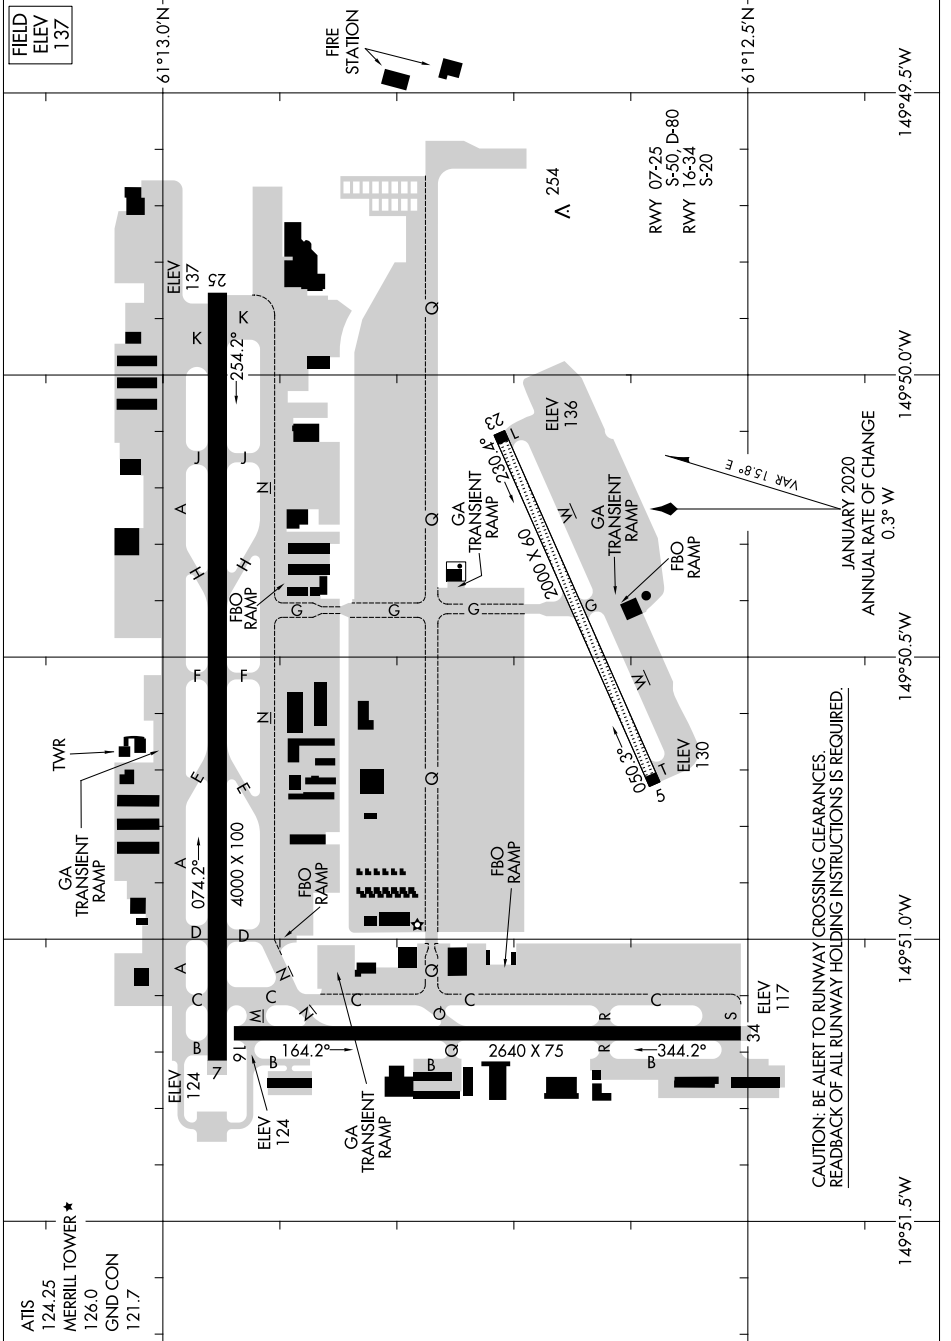 ATIS
124.25
MERRILL TOWER ★
126.0
GND CON
121.7
FIELD
ELEV
137
TWR
GA
TRANSIENT
RAMP
FIRE
STATION
61°13.0'N
61°12.5'N
149°51.5'W
149°51.0'W
149°50.5'W
149°50.0'W
149°49.5'W
ELEV
124
7
B
C
A
D
A
E
F
H
A
J
K
ELEV
137
25
074.2°
4000 X 100
254.2°
D
E
F
H
J
K
ELEV
124
16
164.2°
2640 X 75
344.2°
34
ELEV
117
B
B
B
W
C
C
C
C
N
N
N
N
Q
Q
Q
Q
Q
Q
R
R
S
G
G
G
G
GA
TRANSIENT
RAMP
FBO
RAMP
FBO
RAMP
FBO
RAMP
GA
TRANSIENT
RAMP
5
050.3°
ELEV
130
2000 X 60
230.4°
23
ELEV
136
W
W
GA
TRANSIENT
RAMP
FBO
RAMP
254
RWY 07-25
S-50, D-80
RWY 16-34
S-20
VAR 15.8° E
JANUARY 2020
ANNUAL RATE OF CHANGE
0.3° W
CAUTION: BE ALERT TO RUNWAY CROSSING CLEARANCES.
READBACK OF ALL RUNWAY HOLDING INSTRUCTIONS IS REQUIRED.